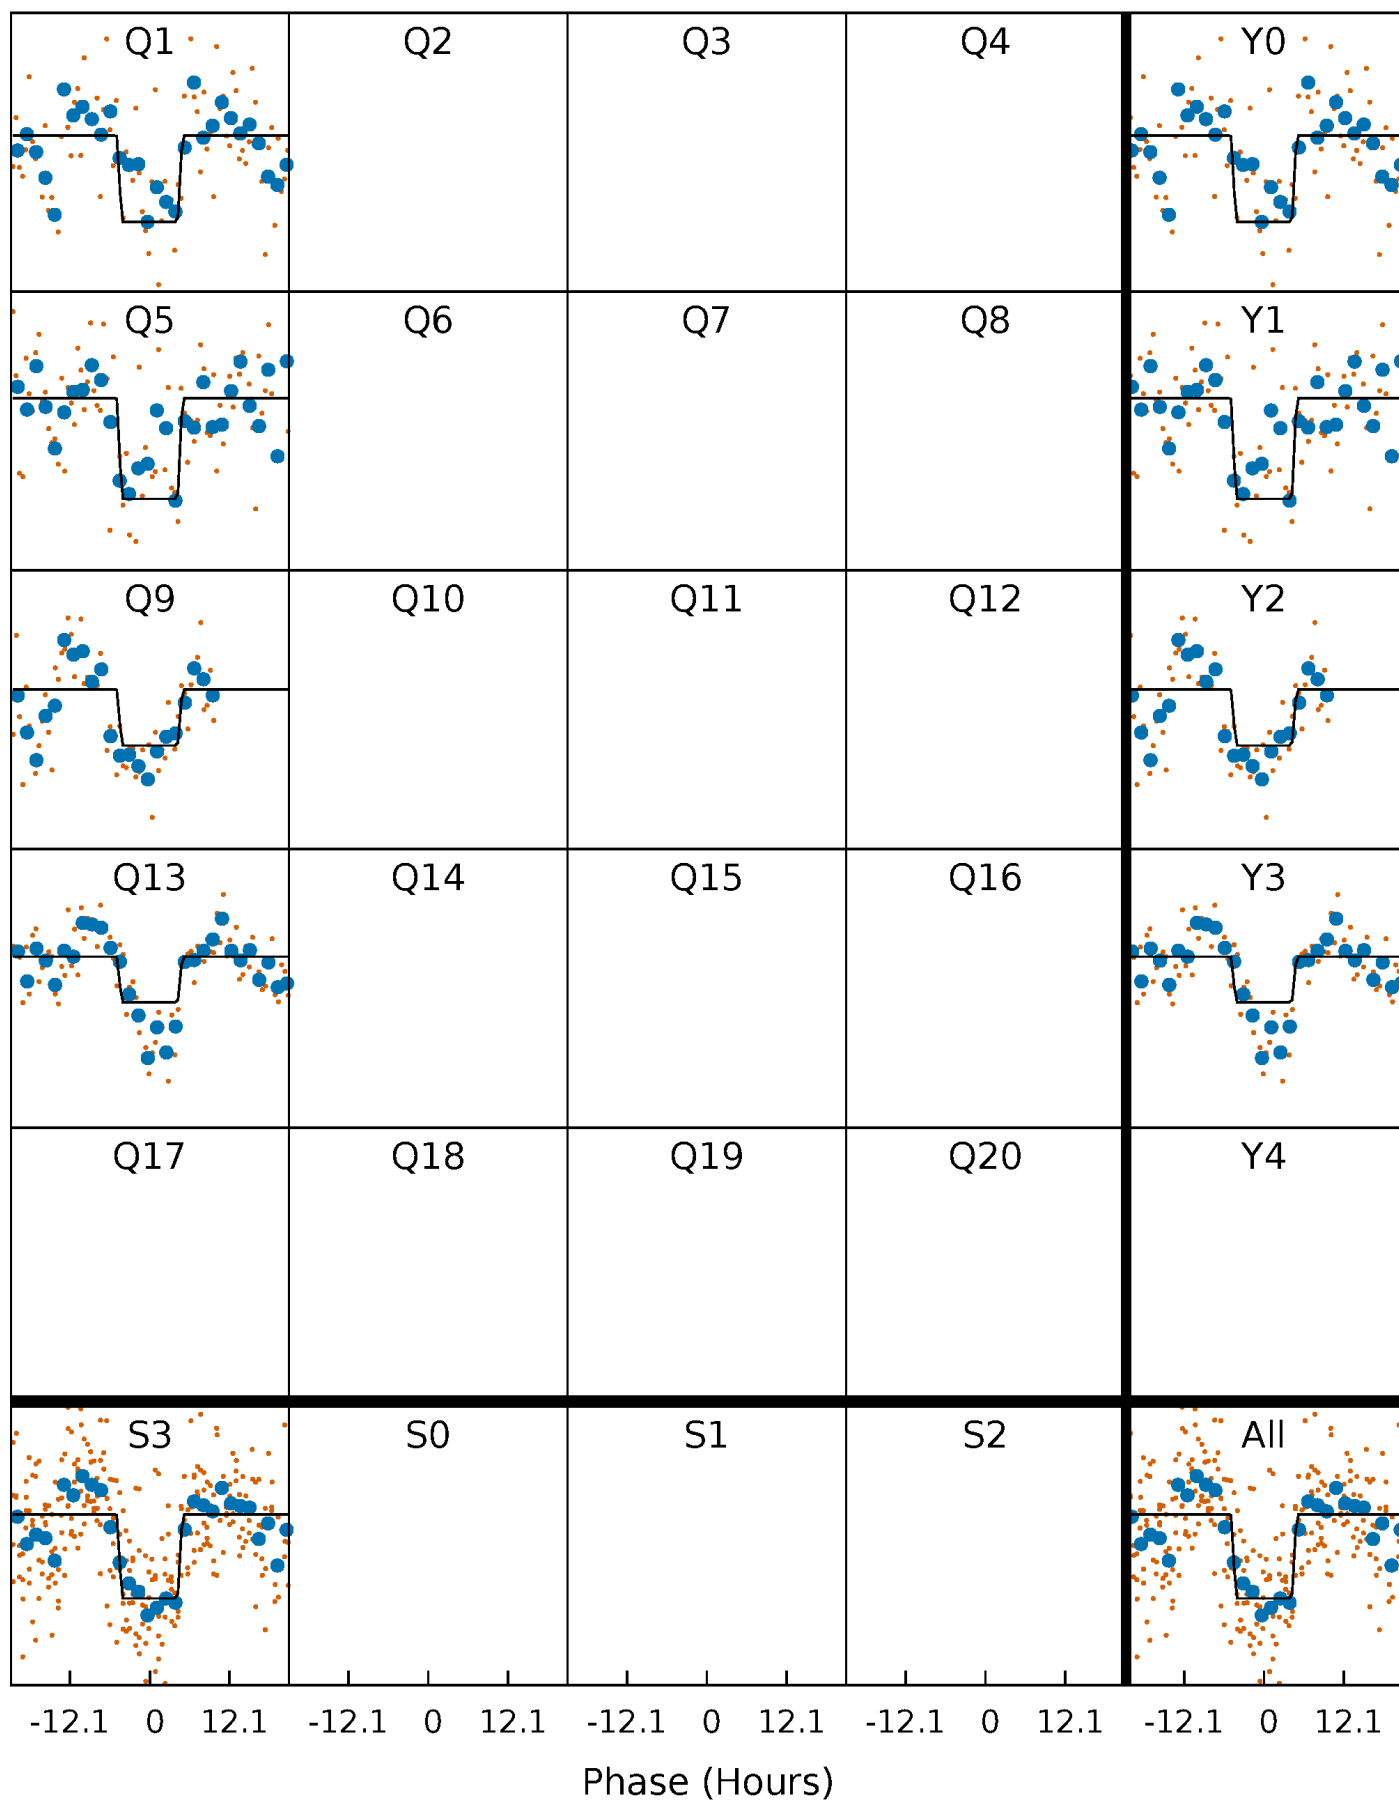 Q1 Q2 Q3 Q4 Y0
Q5 Q6 Q7 Q8 Y1
Q9 Q10 Q11 Q12 Y2
Q13 Q14 Q15 Q16 Y3
Q17 Q18 Q19 Q20 Y4
S3 S0 S1 S2 All
-12.1 0 12.1 -12.1 0 12.1 -12.1 0 12.1 -12.1 0 12.1 -12.1 0 12.1
Phase (Hours)